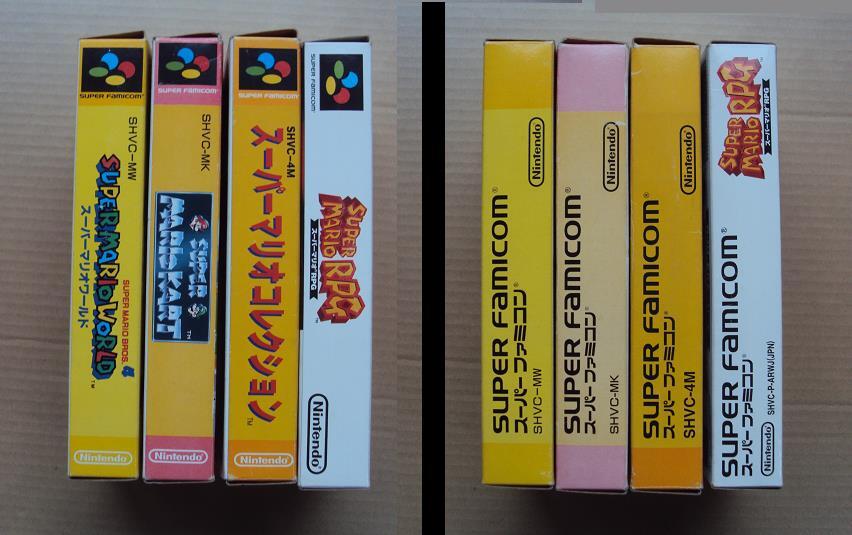 SUPER FAMICOM
SHVC-MW
SUPER MARIO WORLD
SUPER MARIO BROS. 4
スーパーマリオワールド
TM
Nintendo
SUPER FAMICOM
SHVC-MK
SUPER
MARIO KART
TM
Nintendo
SUPER FAMICOM
SHVC-4M
スーパーマリオコレクション
TM
Nintendo
SUPER FAMICOM
SUPER
MARIO RPG
スーパーマリオRPG
TM
Nintendo
Nintendo
SUPER FAMICOM®
スーパーファミコン®
SHVC-MW
Nintendo
SUPER FAMICOM®
スーパーファミコン®
SHVC-MK
Nintendo
SUPER FAMICOM®
スーパーファミコン®
SHVC-4M
SUPER
MARIO RPG
スーパーマリオRPG
TM
SUPER FAMICOM®
スーパーファミコン®
Nintendo
SHVC-P-ARWJ(JPN)